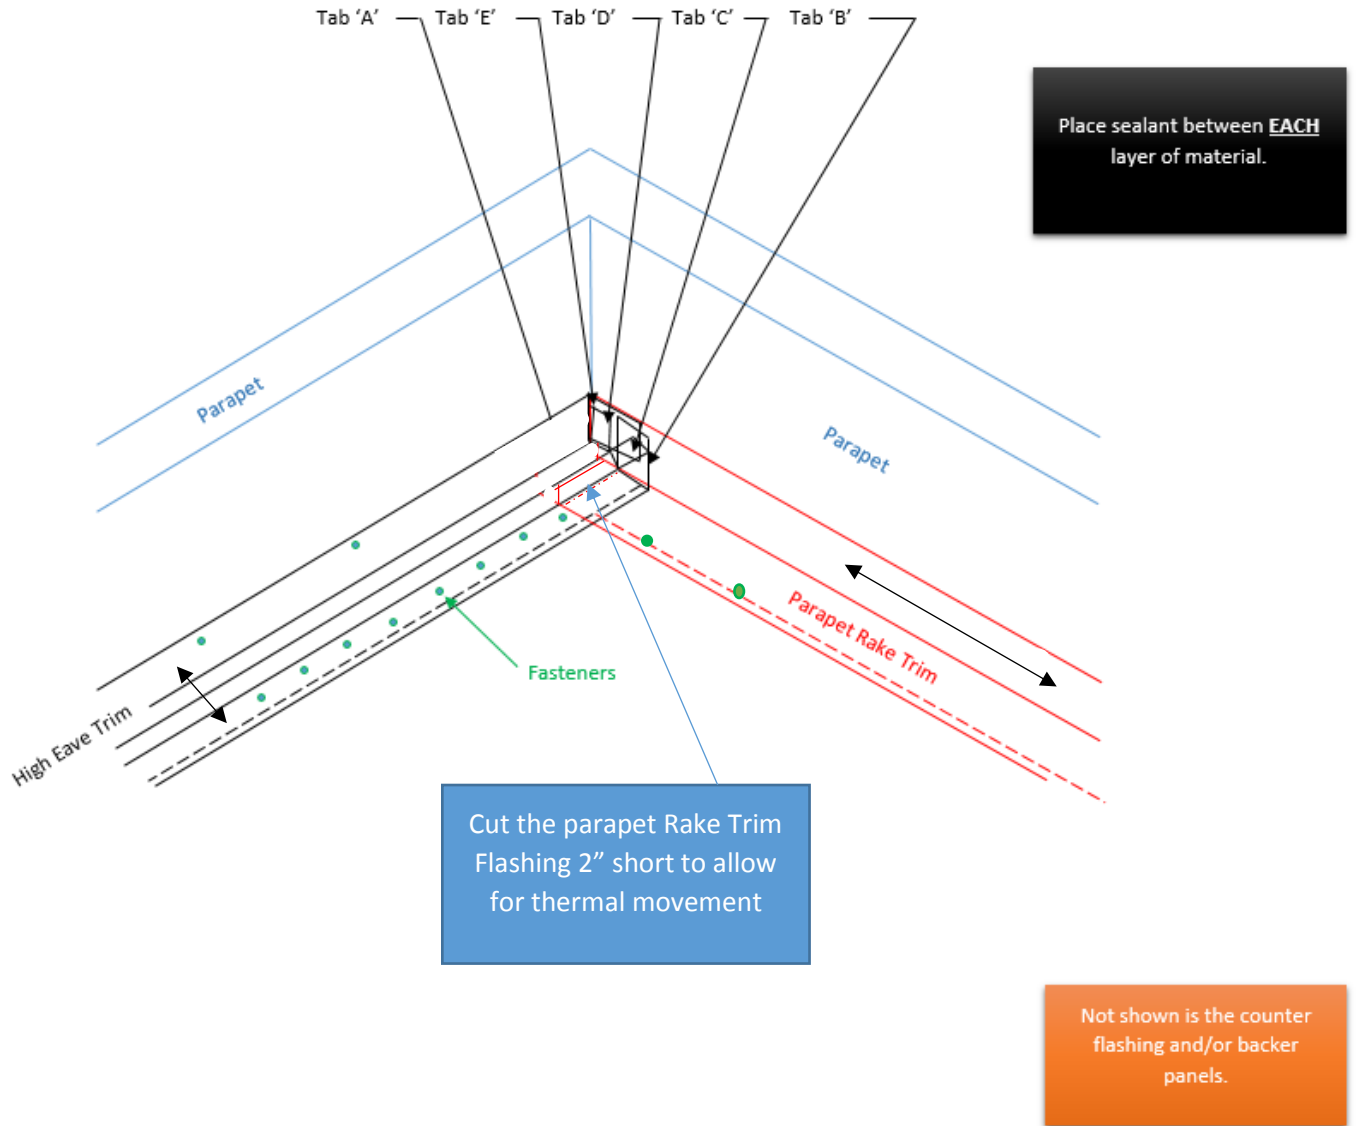 Tab ‘A’ Tab ‘E’ Tab ‘D’ Tab ‘C’ Tab ‘B’
Place sealant between EACH
layer of material.
Parapet
Parapet
Parapet Rake Trim
Fasteners
High Eave Trim
Cut the parapet Rake Trim
Flashing 2” short to allow
for thermal movement
Not shown is the counter
flashing and/or backer
panels.